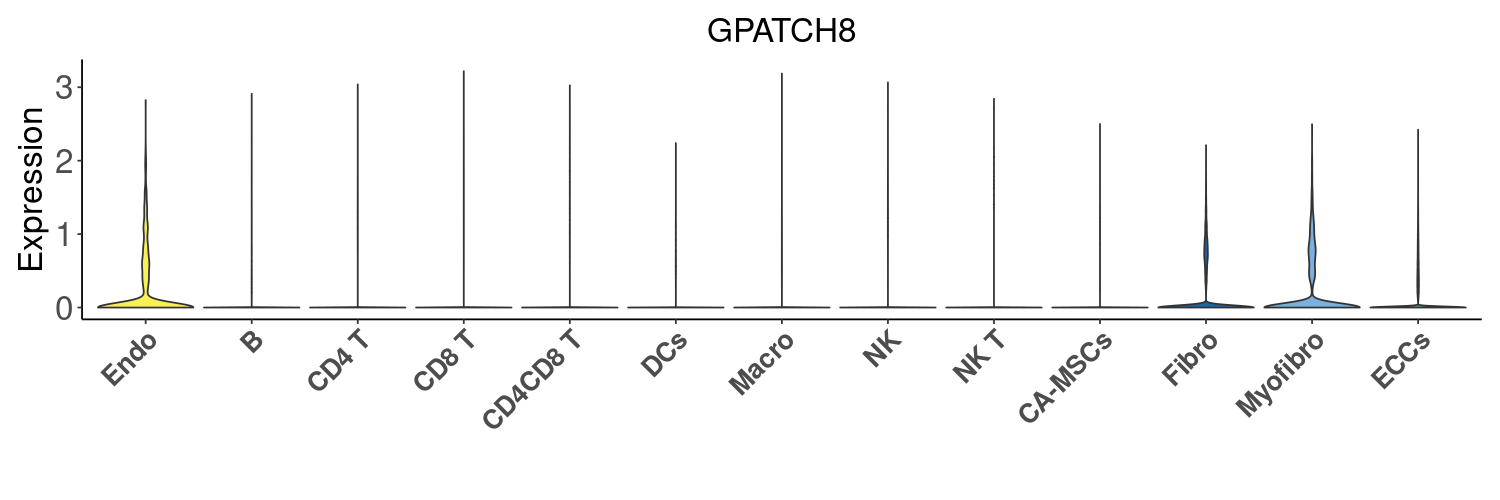 GPATCH8
Expression
3
2
1
0
Endo
B
CD4 T
CD8 T
CD4CD8 T
DCs
Macro
NK
NK T
CA-MSCs
Fibro
Myofibro
ECCs